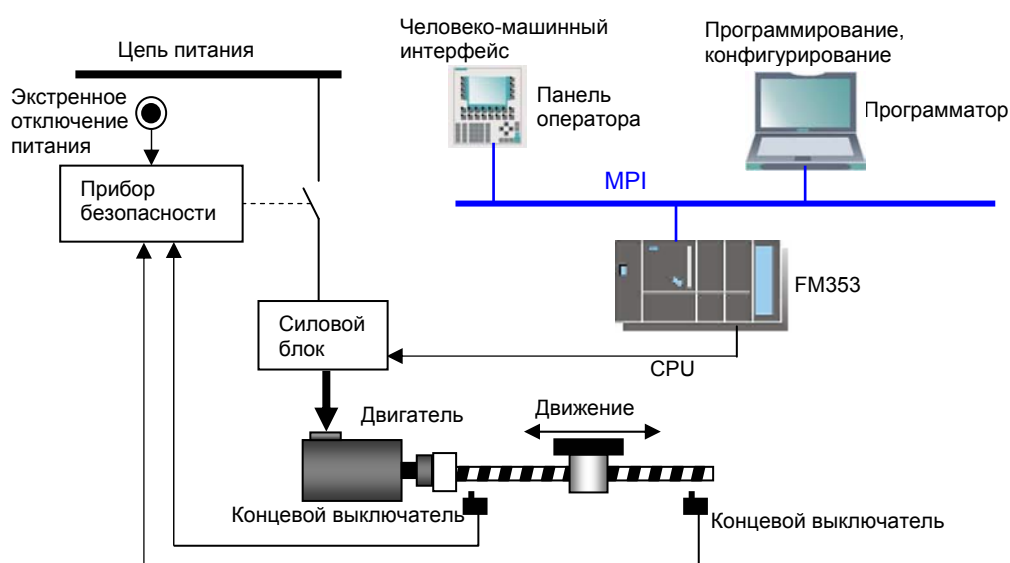 Человеко-машинный
интерфейс
Программирование,
конфигурирование
Цепь питания
Экстренное
отключение
питания
Панель
оператора
Программатор
MPI
Прибор
безопасности
FM353
Силовой
блок
CPU
Двигатель
Движение
Концевой выключатель
Концевой выключатель